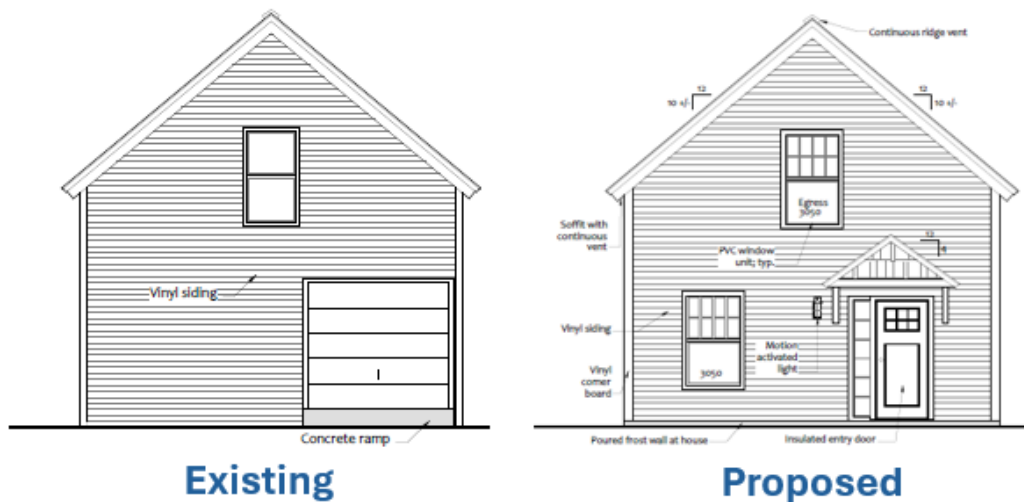 Continuous ridge vent
12
10 +/-
12
10 +/-
Egress
3050
Soffit with
continuous
vent
PVC window
unit; typ.
12
Vinyl siding
Vinyl siding
3050
Motion
activated
light
Vinyl
corner
board
Concrete ramp
Poured frost wall at house
Insulated entry door
Existing
Proposed